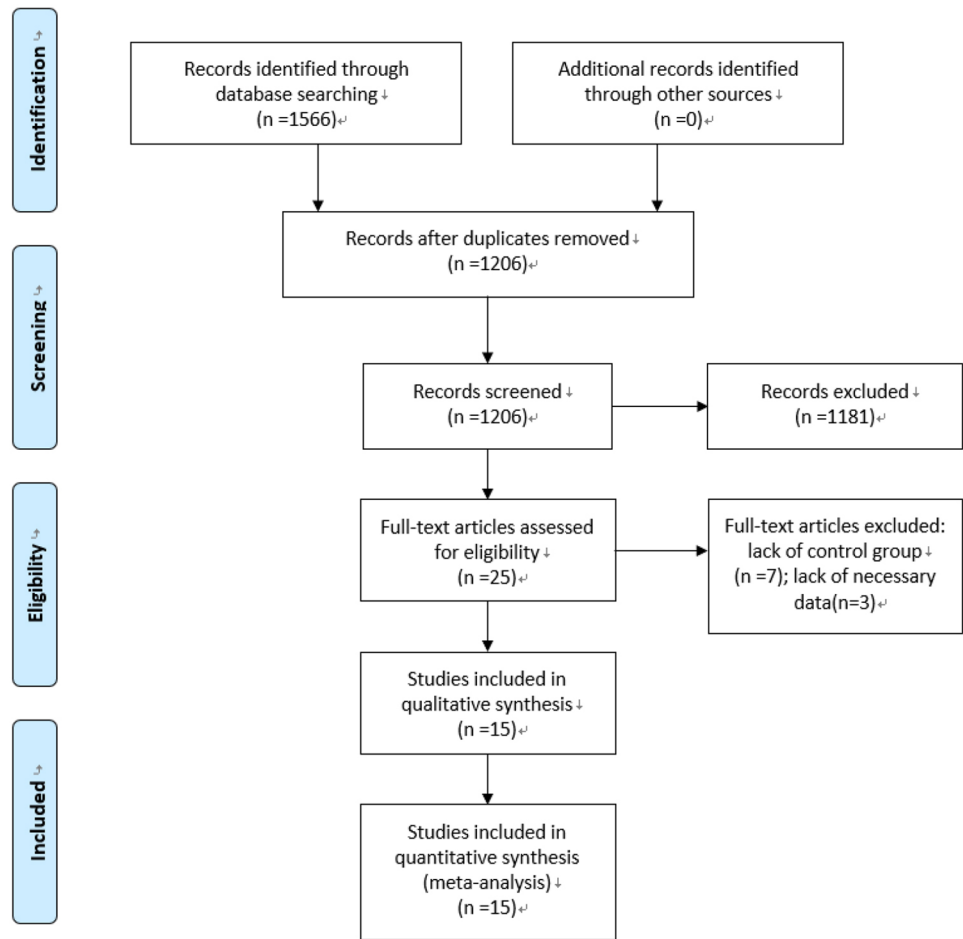 Identification
Records identified through
database searching↓
(n =1566)↵
Additional records identified
through other sources↓
(n =0)↵
Records after duplicates removed↓
(n =1206)↵
Screening
Records screened↓
(n =1206)↵
Records excluded↓
(n =1181)↵
Eligibility
Full-text articles assessed
for eligibility↓
(n =25)↵
Full-text articles excluded:
lack of control group↓
(n =7); lack of necessary
data(n=3)↵
Studies included in
qualitative synthesis↓
(n =15)↵
Included
Studies included in
quantitative synthesis
(meta-analysis)↓
(n =15)↵